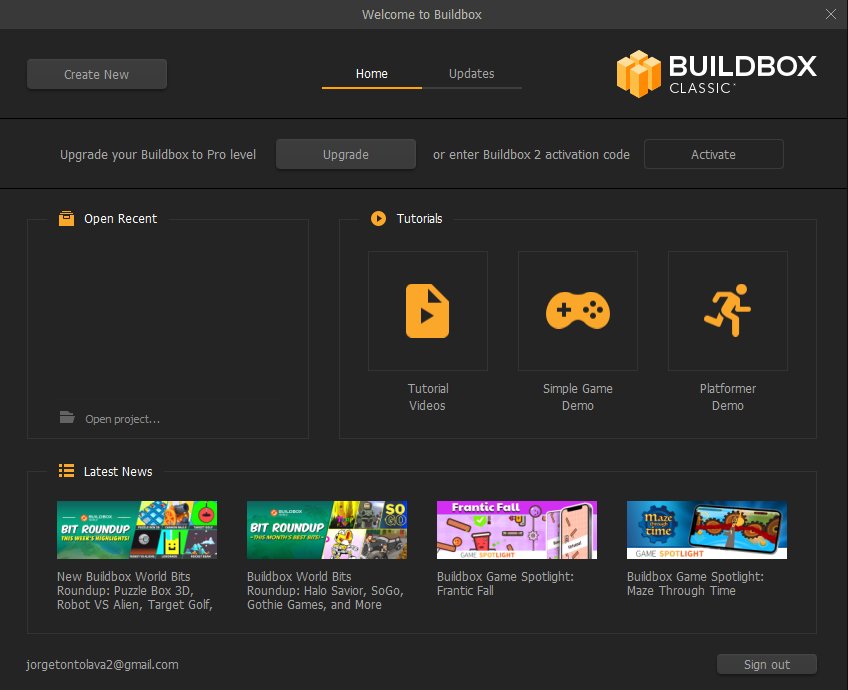 Welcome to Buildbox
Create New
Home
Updates
BUILDBOX
CLASSIC
Upgrade your Buildbox to Pro level
Upgrade
or enter Buildbox 2 activation code
Activate
Open Recent
Open project...
Tutorials
Tutorial
Videos
Simple Game
Demo
Platformer
Demo
Latest News
BUILDBOX
BIT ROUNDUP
THIS WEEK'S HIGHLIGHTS!
New Buildbox World Bits
Roundup: Puzzle Box 3D,
Robot VS Alien, Target Golf,
BUILDBOX
BIT ROUNDUP
-THIS MONTH'S BEST BITS!-
SO
GO
Buildbox World Bits
Roundup: Halo Savior, SoGo,
Gothie Games, and More
Frantic Fall
GAME SPOTLIGHT
Buildbox Game Spotlight:
Frantic Fall
Maze
through
time
GAME SPOTLIGHT
Buildbox Game Spotlight:
Maze Through Time
jorgetontolava2@gmail.com
Sign out